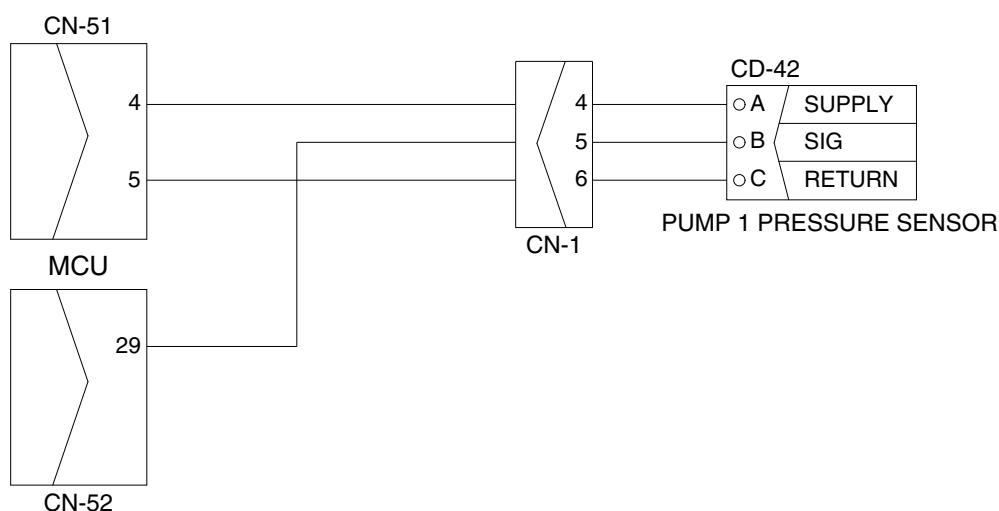 CN-51
4
5
MCU
29
CN-52
4
5
6
CN-1
CD-42
A SUPPLY
B SIG
C RETURN
PUMP 1 PRESSURE SENSOR